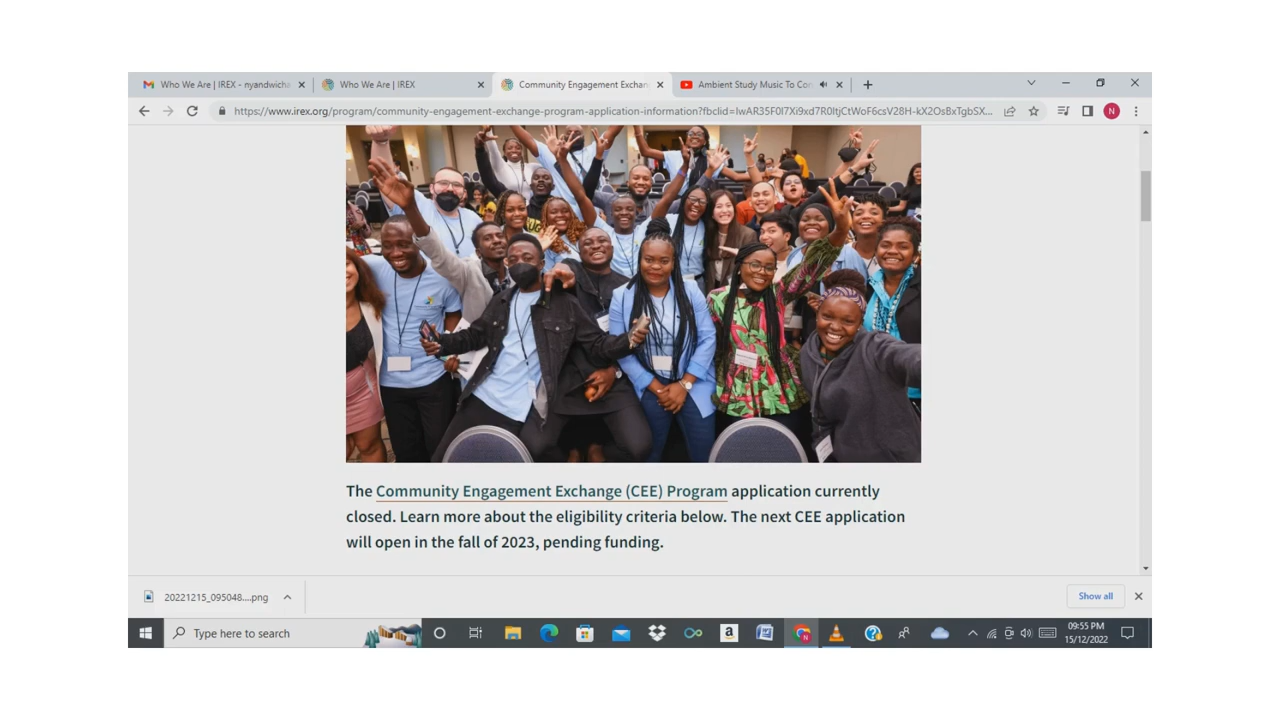 Who We Are | IREX - nyandwicha
Who We Are | IREX
Community Engagement Exchan
Ambient Study Music To Con
https://www.irex.org/program/community-engagement-exchange-program-application-information?fbclid=
N
The Community Engagement Exchange (CEE) Program application currently
closed. Learn more about the eligibility criteria below. The next CEE application
will open in the fall of 2023, pending funding.
20221215_095048....png
Show all
Type here to search
a
09:55 PM
15/12/2022